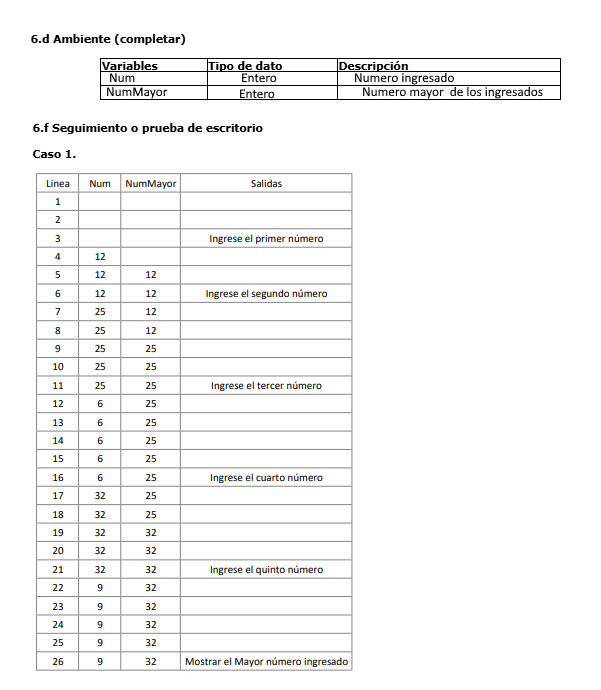 6.d Ambiente (completar)
Variables Tipo de dato Descripción
Num Entero Numero ingresado
NumMayor Entero Numero mayor de los ingresados
6.f Seguimiento o prueba de escritorio
Caso 1.
Linea Num NumMayor Salidas
1
2
3 Ingrese el primer número
4 12
5 12 12
6 12 12 Ingrese el segundo número
7 25 12
8 25 12
9 25 25
10 25 25
11 25 25 Ingrese el tercer número
12 6 25
13 6 25
14 6 25
15 6 25
16 6 25 Ingrese el cuarto número
17 32 25
18 32 25
19 32 32
20 32 32
21 32 32 Ingrese el quinto número
22 9 32
23 9 32
24 9 32
25 9 32
26 9 32 Mostrar el Mayor número ingresado